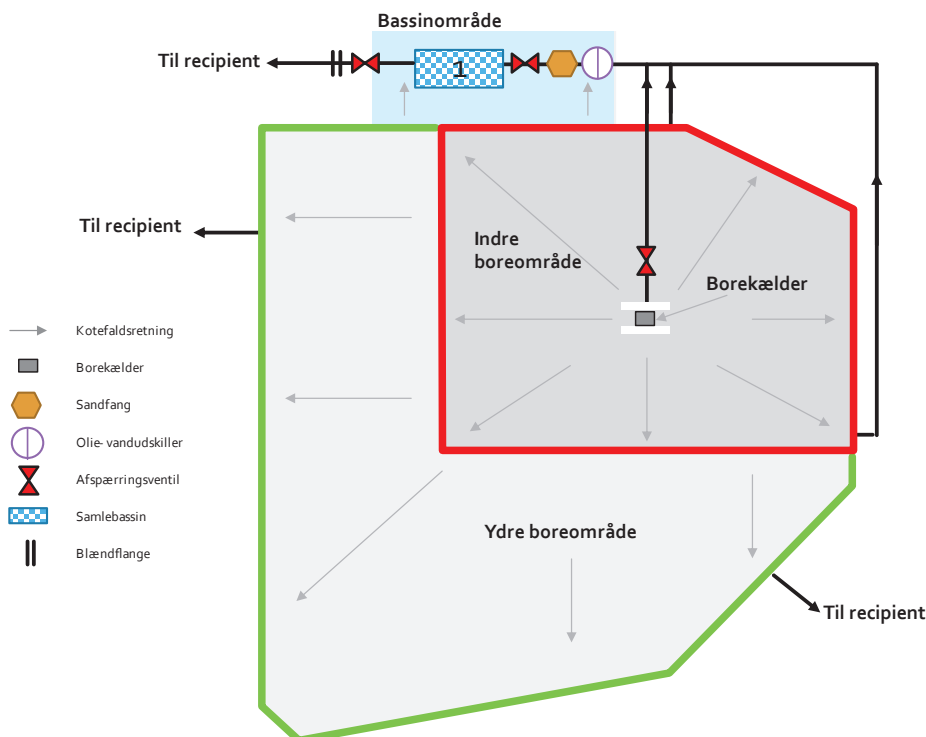 Bassinområde
Til recipient
1
Til recipient
Indre
boreområde
Borekælder
Kotefaldsretning
Borekælder
Sandfang
Olie- vandudskiller
Afspærringsventil
Samlebassin
Blændflange
Ydre boreområde
Til recipient